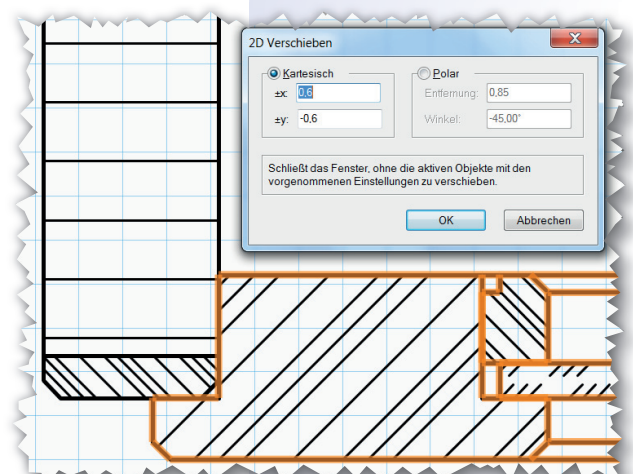 2D Verschieben
Kartesisch
±x: 0,6
±y: -0,6
Polar
Entfernung: 0,85
Winkel: -45,00°
Schließt das Fenster, ohne die aktiven Objekte mit den
vorgenommenen Einstellungen zu verschieben.
OK Abbrechen